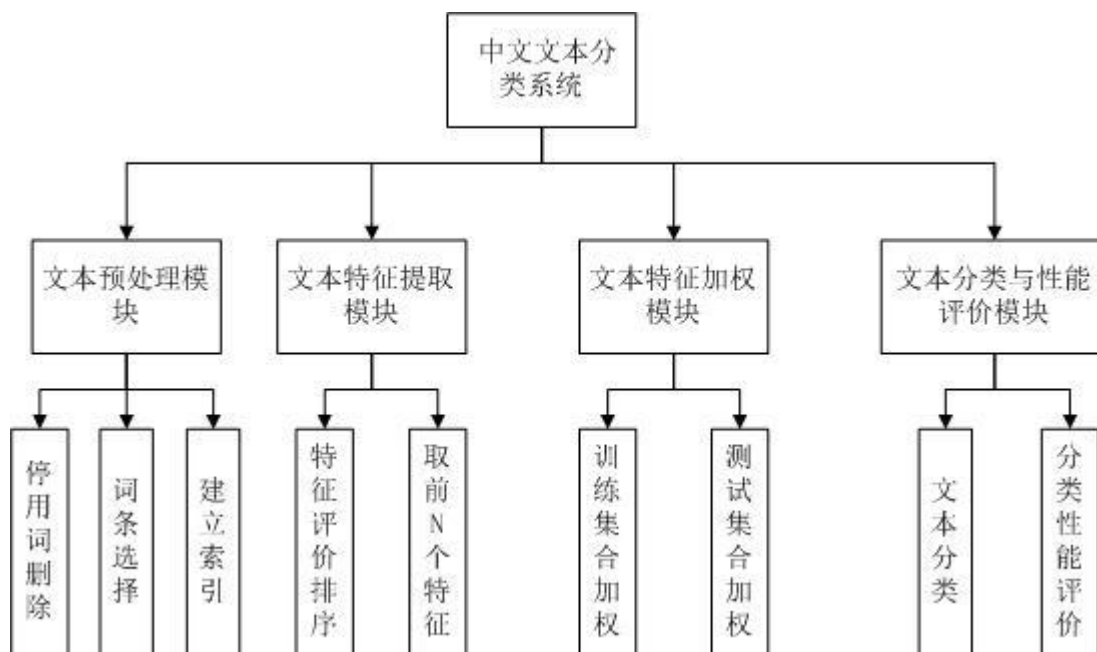 中文文本分
类系统
文本预处理模
块
文本特征提取
模块
文本特征加权
模块
文本分类与性能
评价模块
停用词删除
词条选择
建立索引
特征评价排序
取前N个特征
训练集合加权
测试集合加权
文本分类
分类性能评价